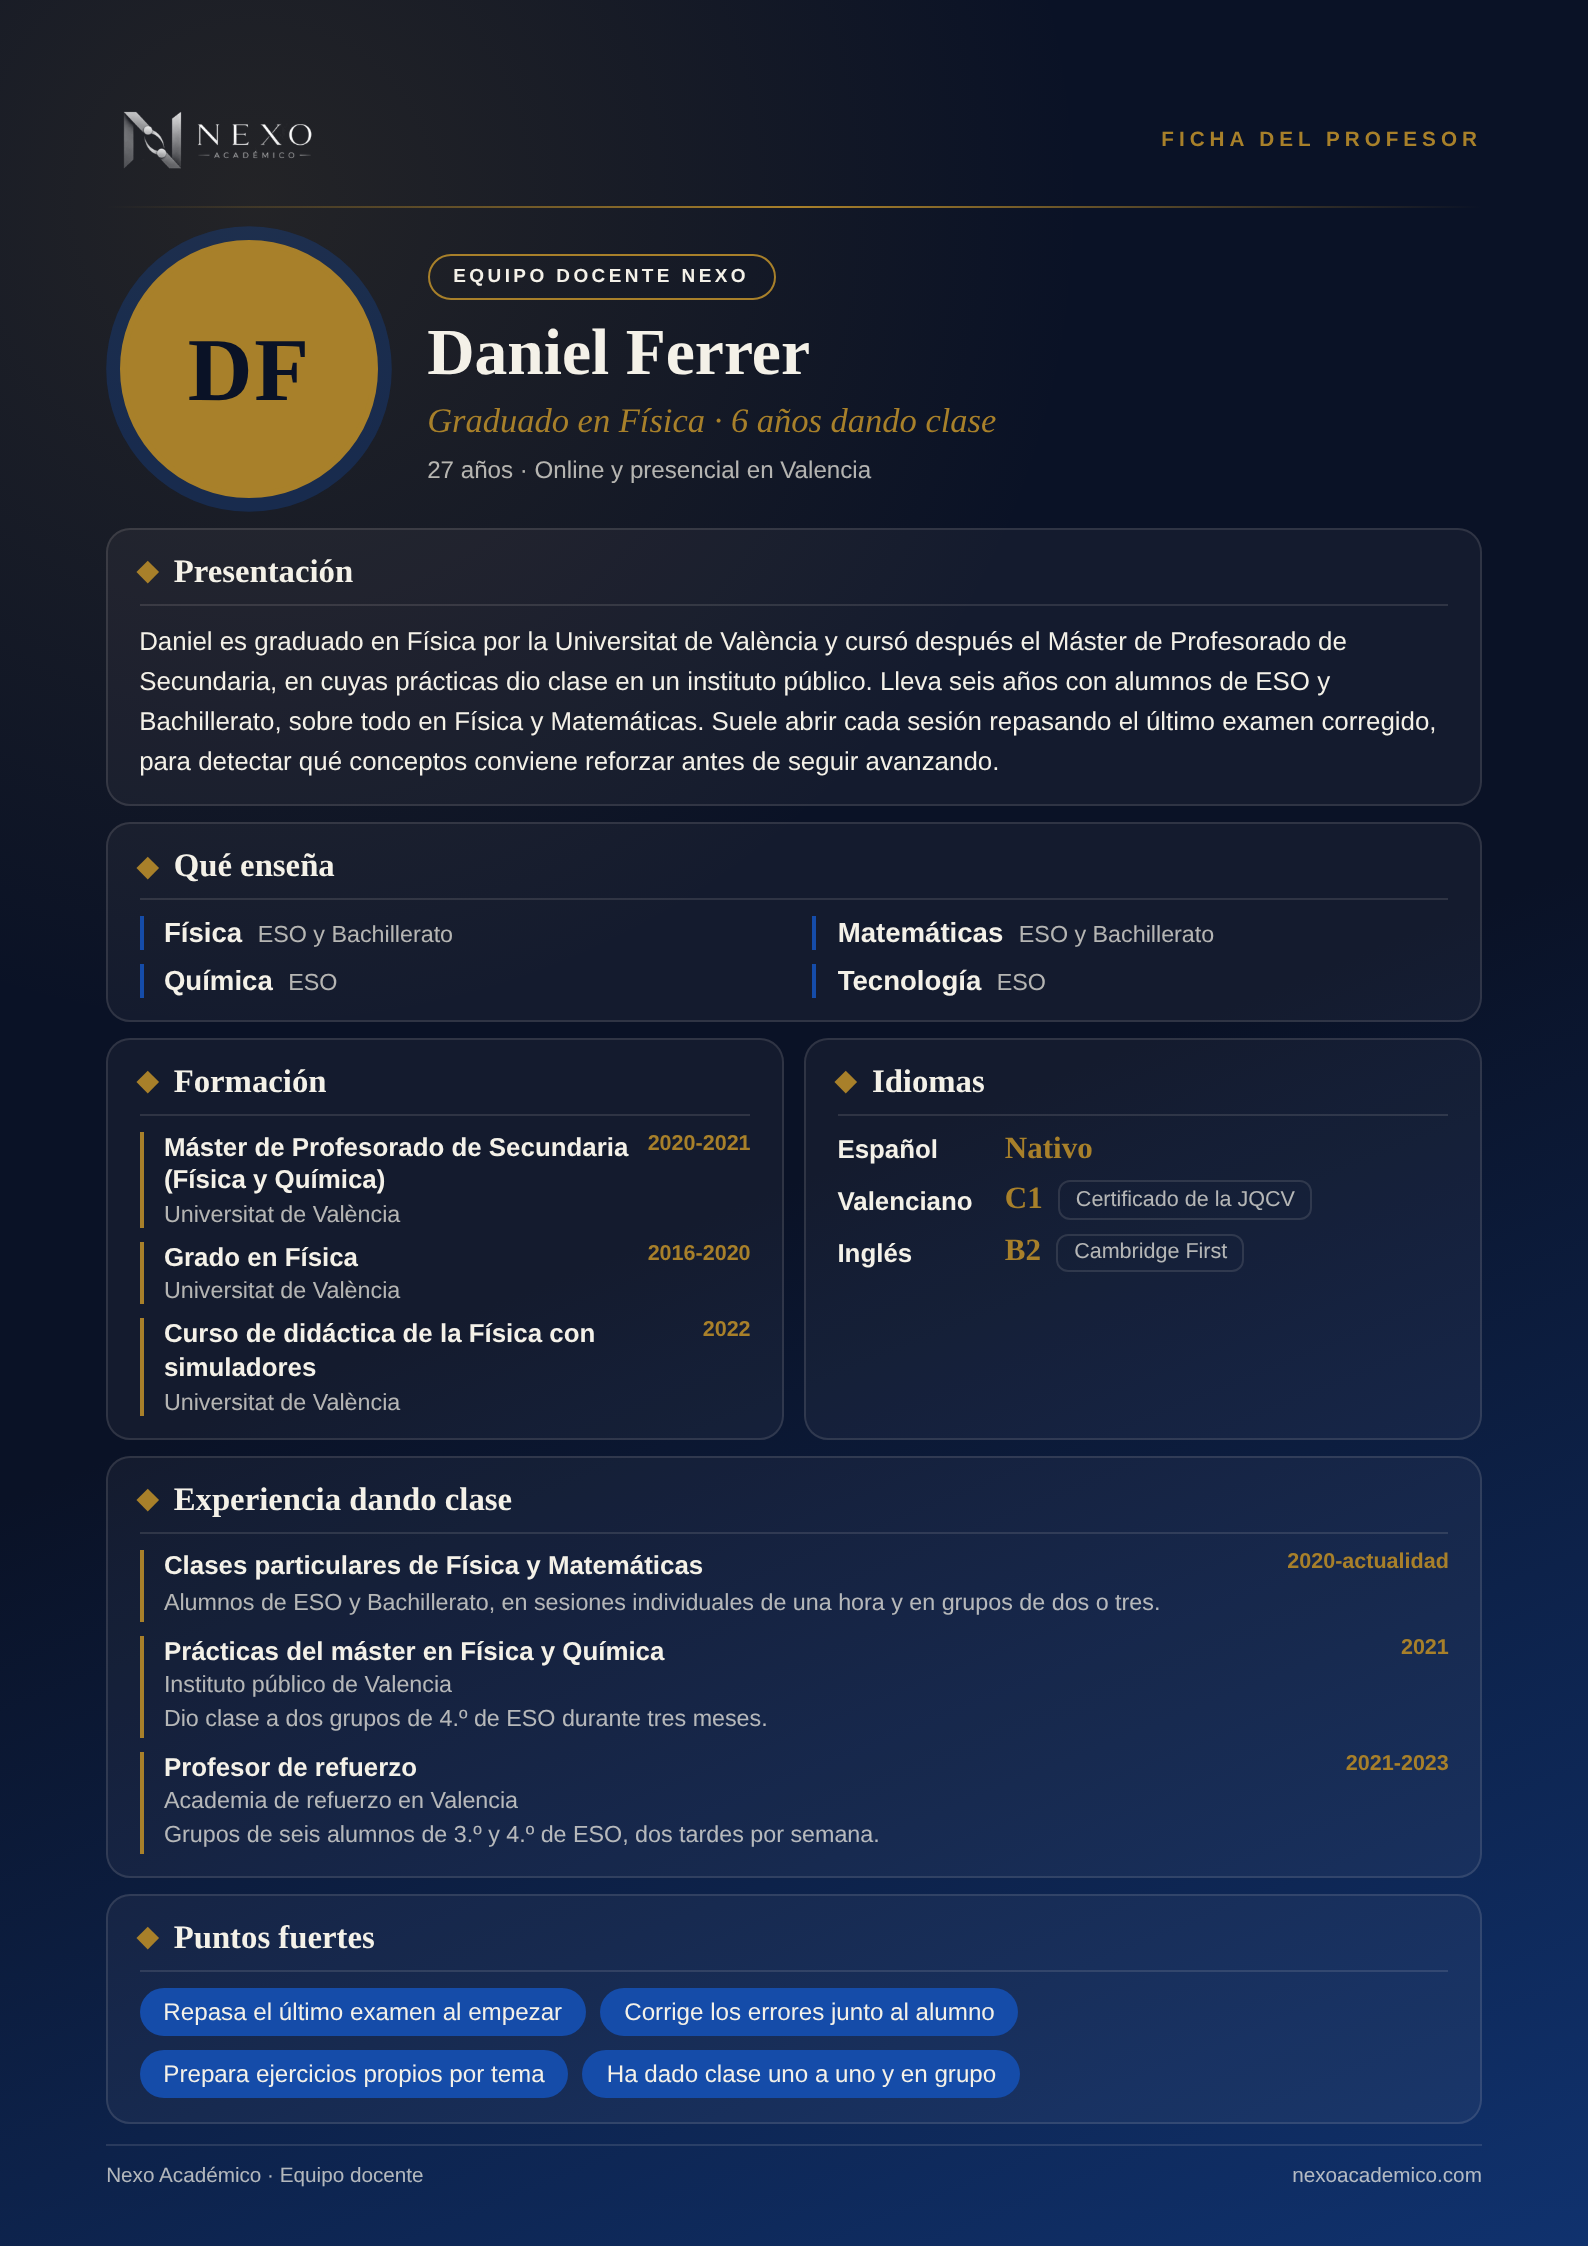 NEXO
ACADÉMICO
FICHA DEL PROFESOR
DF
EQUIPO DOCENTE NEXO
Daniel Ferrer
Graduado en Física · 6 años dando clase
27 años · Online y presencial en Valencia
Presentación
Daniel es graduado en Física por la Universitat de València y cursó después el Máster de Profesorado de
Secundaria, en cuyas prácticas dio clase en un instituto público. Lleva seis años con alumnos de ESO y
Bachillerato, sobre todo en Física y Matemáticas. Suele abrir cada sesión repasando el último examen corregido,
para detectar qué conceptos conviene reforzar antes de seguir avanzando.
Qué enseña
Física ESO y Bachillerato
Matemáticas ESO y Bachillerato
Química ESO
Tecnología ESO
Formación
Máster de Profesorado de Secundaria 2020-2021
(Física y Química)
Universitat de València
Grado en Física 2016-2020
Universitat de València
Curso de didáctica de la Física con 2022
simuladores
Universitat de València
Idiomas
Español Nativo
Valenciano C1 Certificado de la JQCV
Inglés B2 Cambridge First
Experiencia dando clase
Clases particulares de Física y Matemáticas 2020-actualidad
Alumnos de ESO y Bachillerato, en sesiones individuales de una hora y en grupos de dos o tres.
Prácticas del máster en Física y Química 2021
Instituto público de Valencia
Dio clase a dos grupos de 4.º de ESO durante tres meses.
Profesor de refuerzo 2021-2023
Academia de refuerzo en Valencia
Grupos de seis alumnos de 3.º y 4.º de ESO, dos tardes por semana.
Puntos fuertes
Repasa el último examen al empezar
Corrige los errores junto al alumno
Prepara ejercicios propios por tema
Ha dado clase uno a uno y en grupo
Nexo Académico · Equipo docente
nexoacademico.com